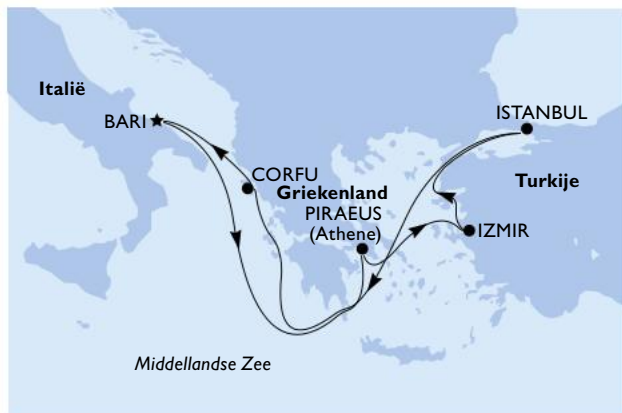 Italië
BARI
ISTANBUL
CORFU
Griekenland
Turkije
PIRAEUS
(Athene)
IZMIR
Middellandse Zee